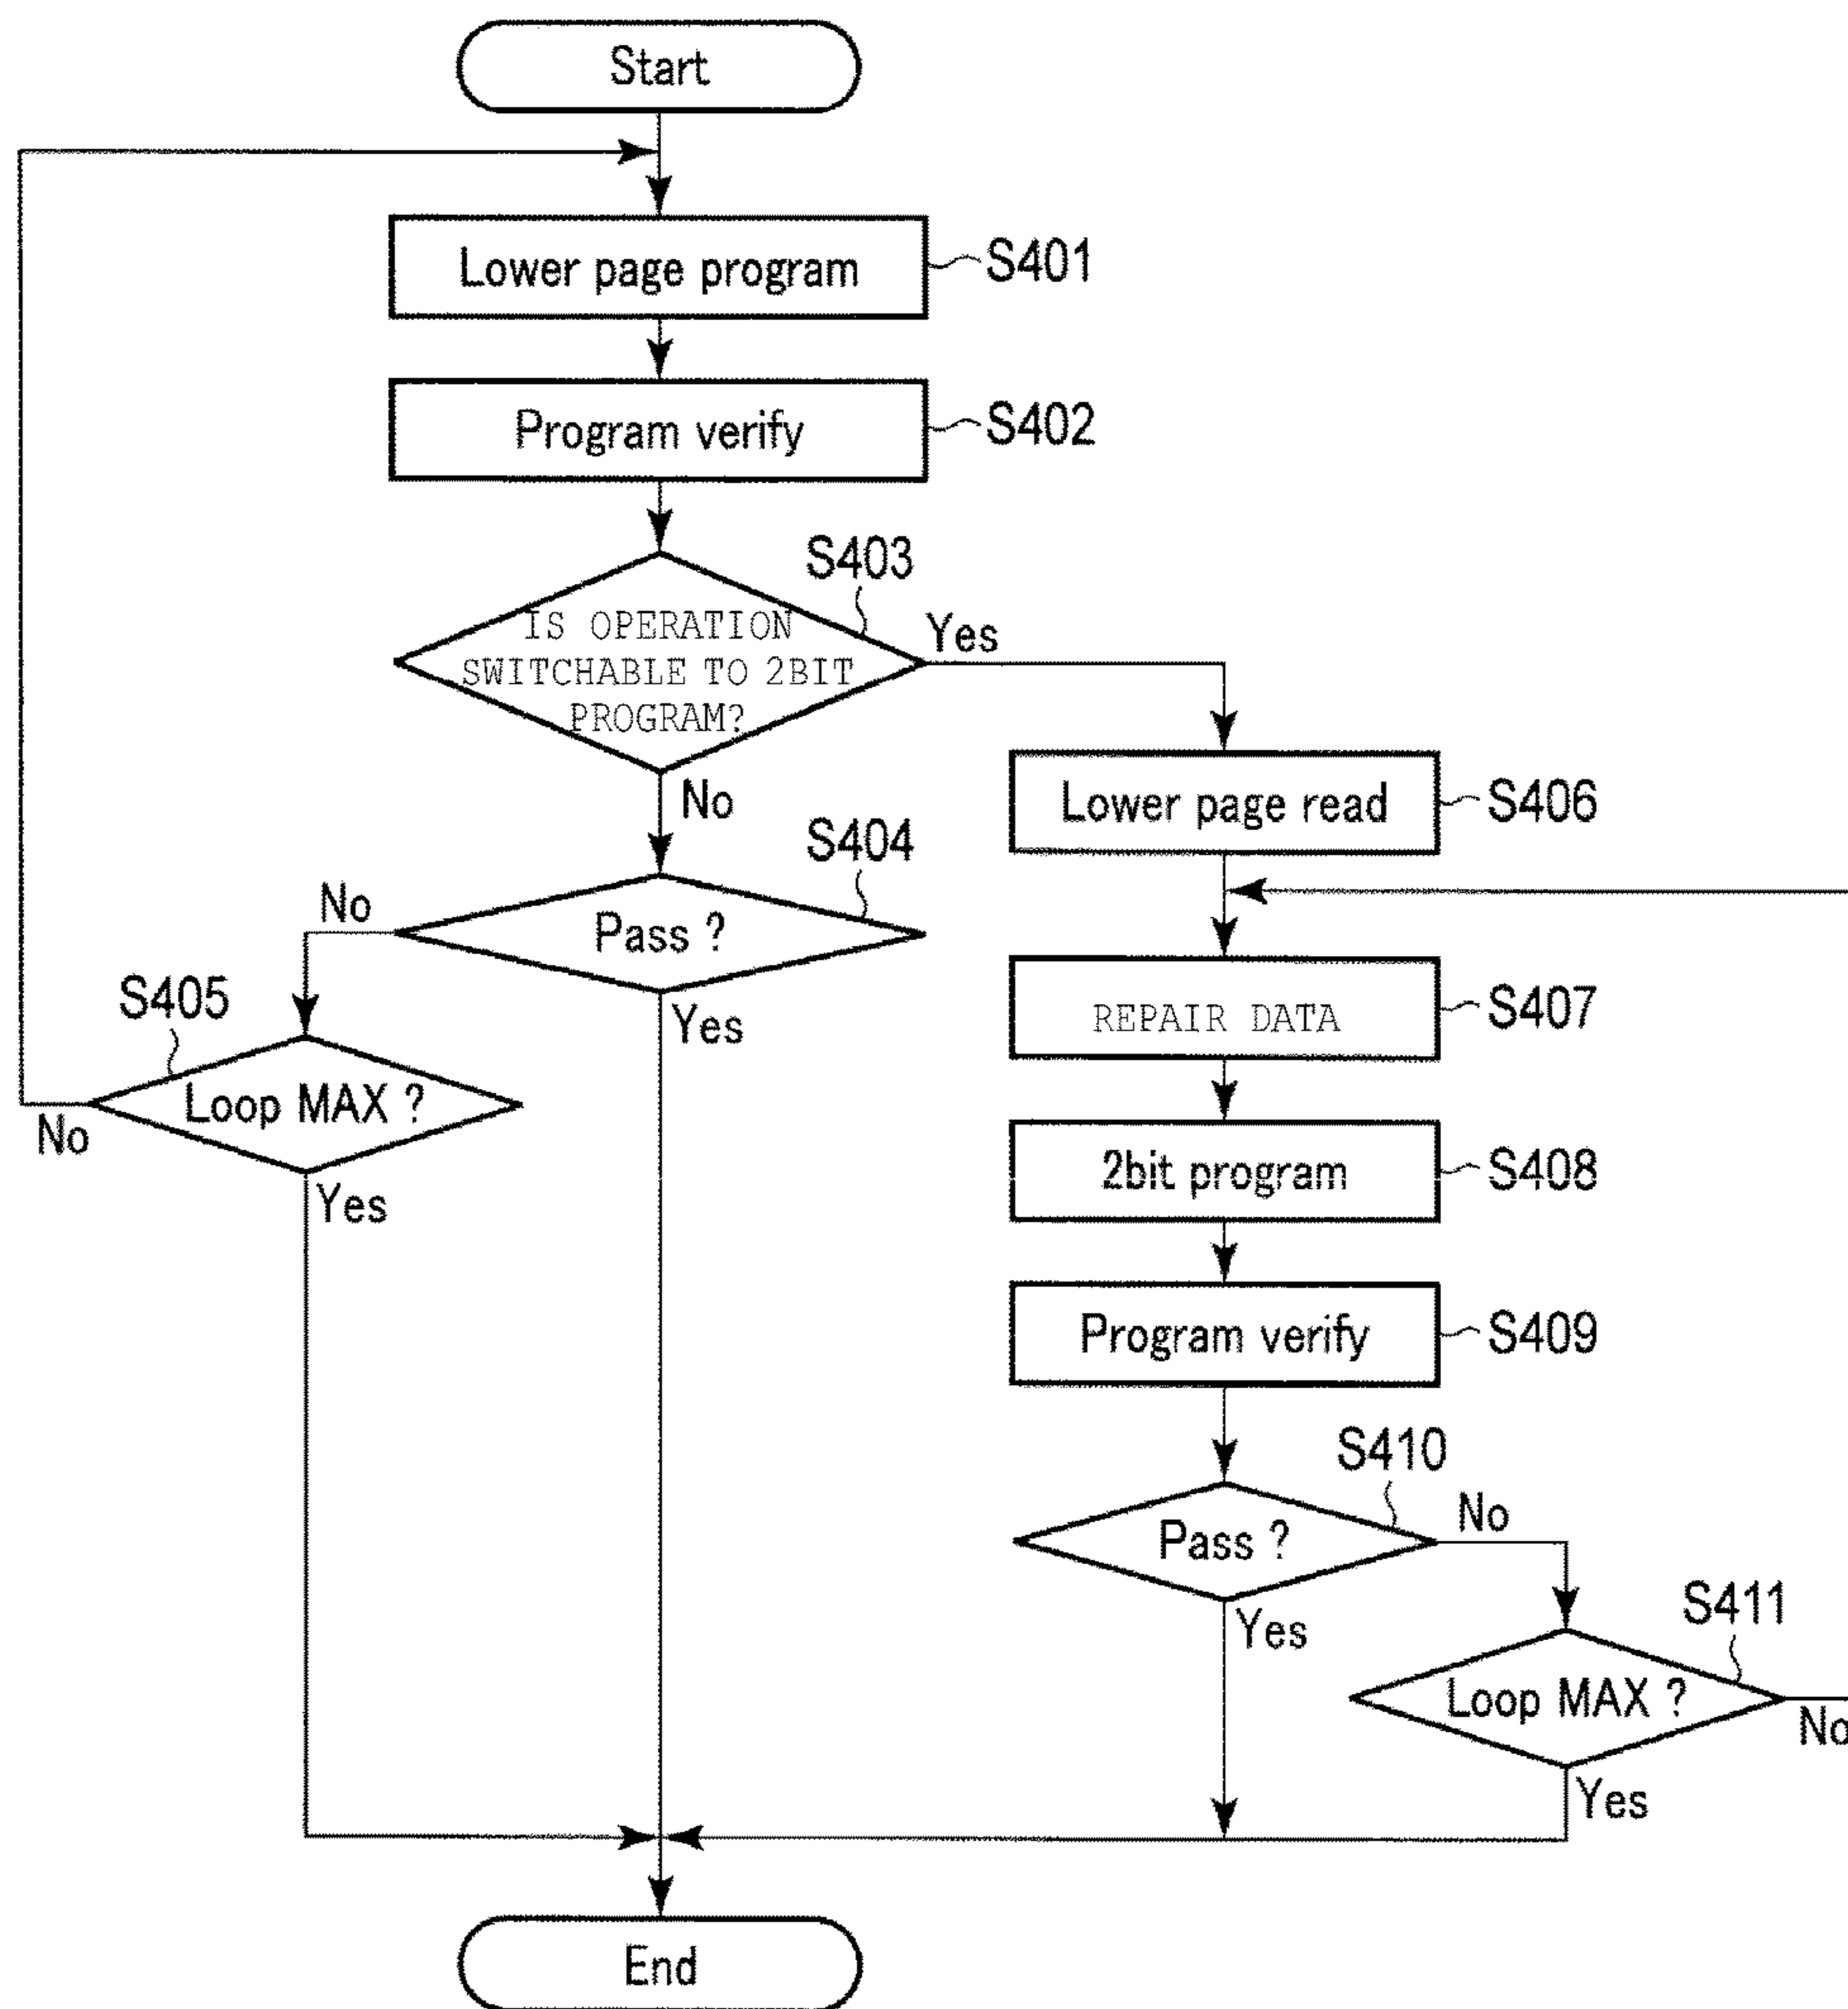 Start
Lower page program
S401
Program verify
S402
S403
IS OPERATION
SWITCHABLE TO 2BIT
PROGRAM?
Yes
No
S404
Pass ?
No
Yes
S405
Loop MAX ?
No
Yes
Lower page read
S406
REPAIR DATA
S407
2bit program
S408
Program verify
S409
S410
Pass ?
No
Yes
S411
Loop MAX ?
No
Yes
End